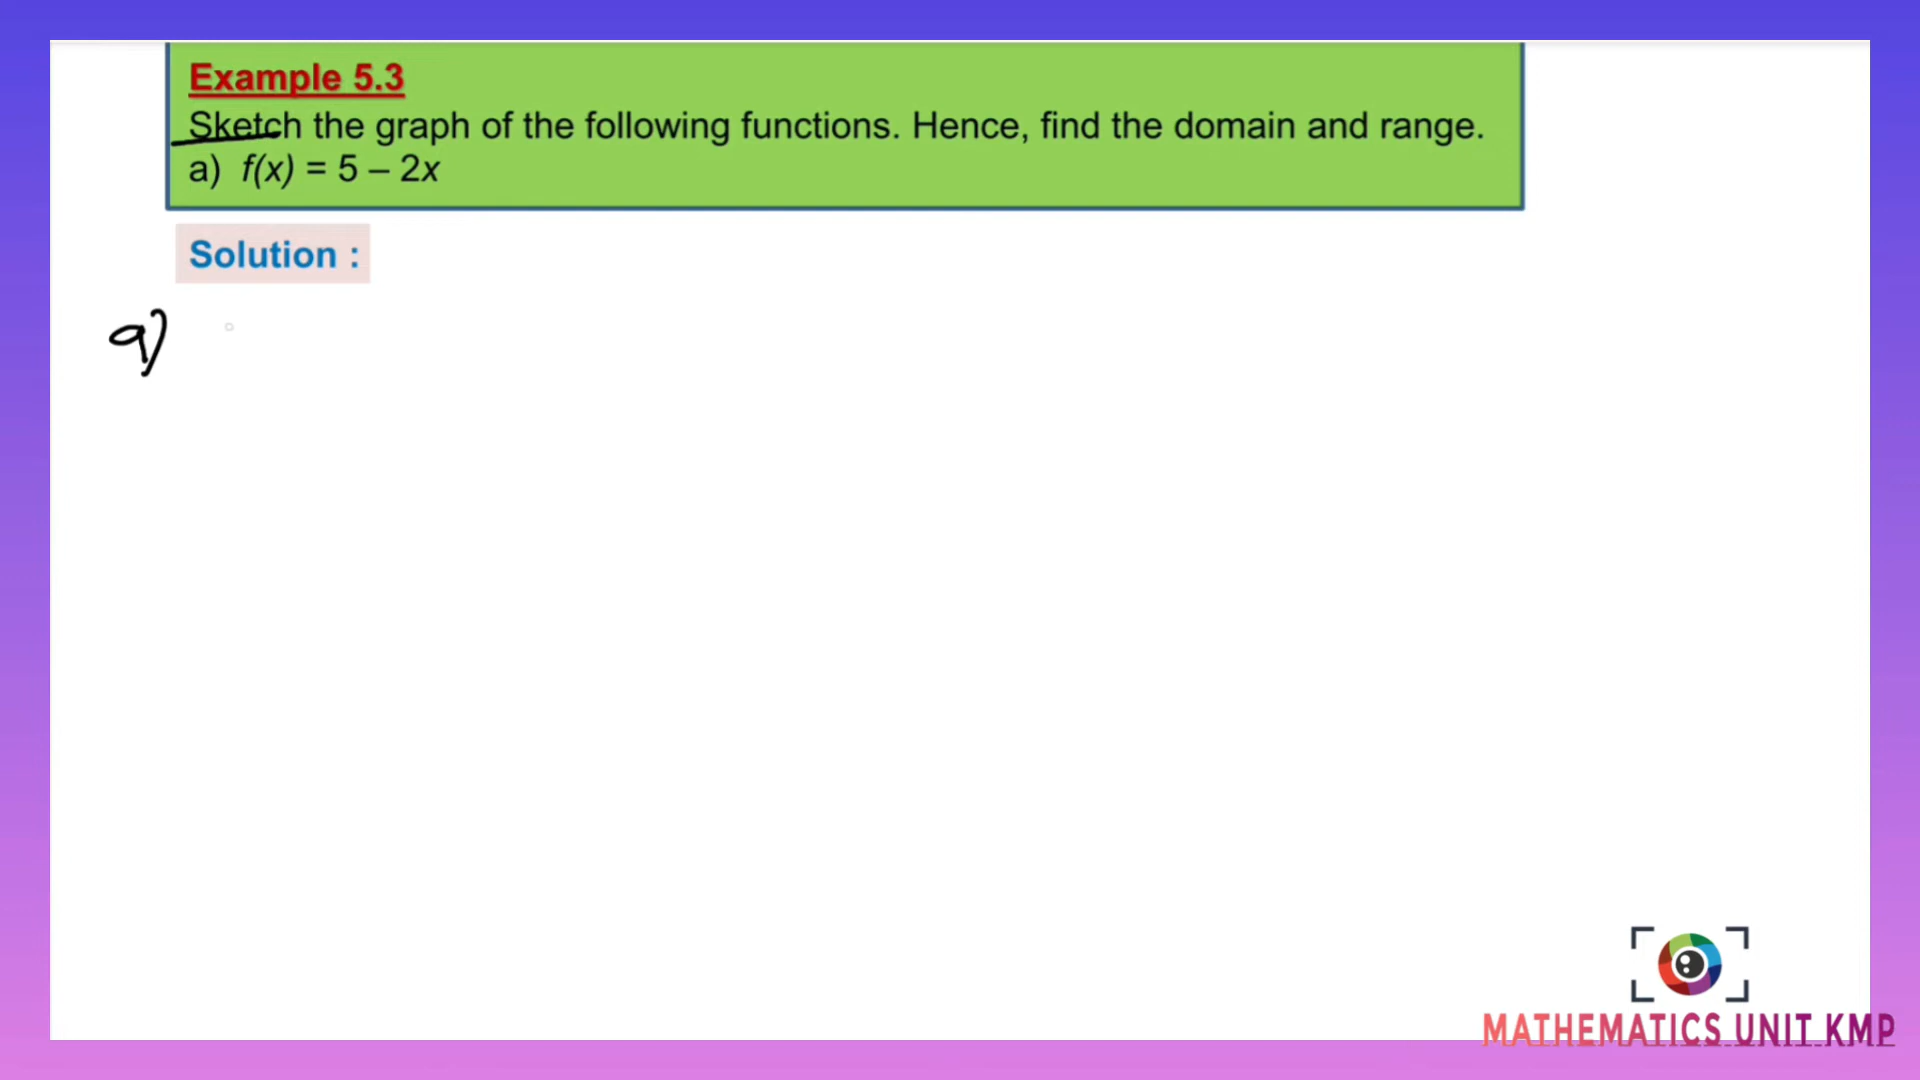 Example 5.3
Sketch the graph of the following functions. Hence, find the domain and range.
a) f(x) = 5 – 2x
Solution :
a)
MATHEMATICS UNIT KMP